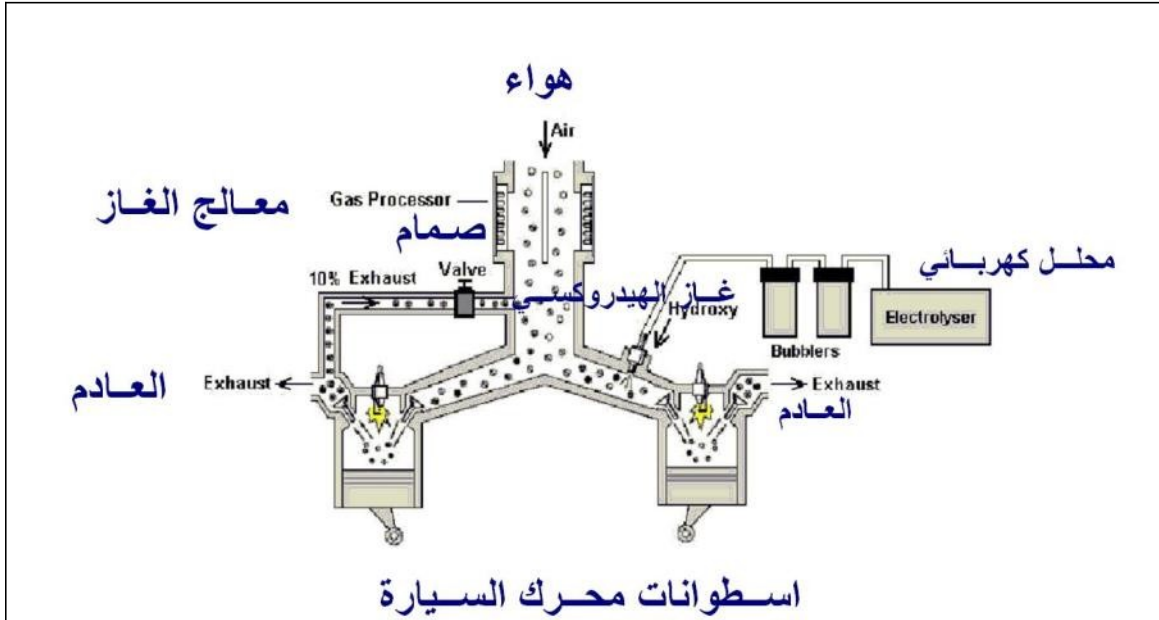 هواء
Air
معالج الغاز
Gas Processor
صمام
10% Exhaust
Valve
غاز الهيدروكسي
Hydroxy
محلل كهربائي
Electrolyser
Bubblers
العادم
Exhaust
Exhaust
العادم
اسطوانات محرك السيارة